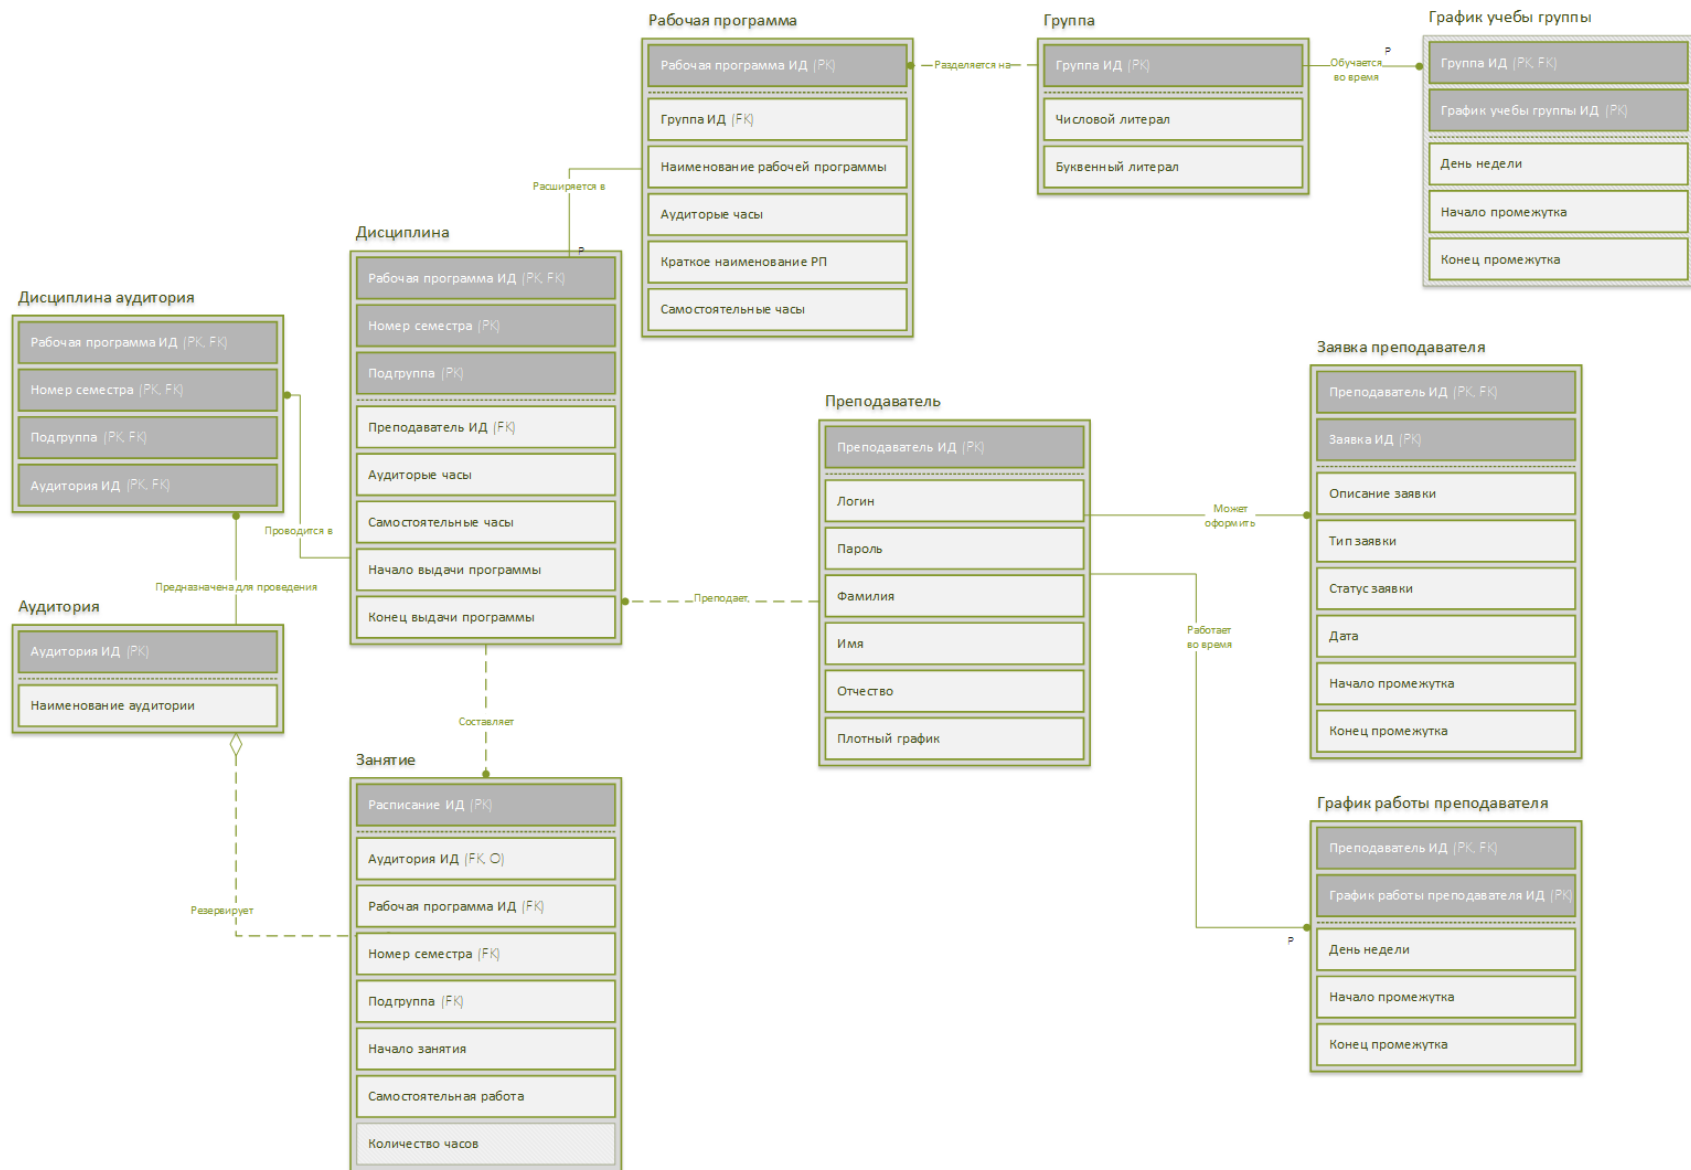 Рабочая программа
Рабочая программа ИД (PK)
Группа ИД (FK)
Наименование рабочей программы
Аудиторые часы
Краткое наименование РП
Самостоятельные часы
Разделяется на
Группа
Группа ИД (PK)
Числовой литерал
Буквенный литерал
Обучается
во время
P
График учебы группы
Группа ИД (PK, FK)
График учебы группы ИД (PK)
День недели
Начало промежутка
Конец промежутка
Расширяется в
P
Дисциплина
Рабочая программа ИД (PK, FK)
Номер семестра (PK)
Подгруппа (PK)
Преподаватель ИД (FK)
Аудиторые часы
Самостоятельные часы
Начало выдачи программы
Конец выдачи программы
Дисциплина аудитория
Рабочая программа ИД (PK, FK)
Номер семестра (PK, FK)
Подгруппа (PK, FK)
Аудитория ИД (PK, FK)
Проводится в
Предназначена для проведения
Аудитория
Аудитория ИД (PK)
Наименование аудитории
Резервирует
Составляет
Занятие
Расписание ИД (PK)
Аудитория ИД (FK, O)
Рабочая программа ИД (FK)
Номер семестра (FK)
Подгруппа (FK)
Начало занятия
Самостоятельная работа
Количество часов
Преподает
Преподаватель
Преподаватель ИД (PK)
Логин
Пароль
Фамилия
Имя
Отчество
Плотный график
Может
оформить
Работает
во время
P
Заявка преподавателя
Преподаватель ИД (PK, FK)
Заявка ИД (PK)
Описание заявки
Тип заявки
Статус заявки
Дата
Начало промежутка
Конец промежутка
График работы преподавателя
Преподаватель ИД (PK, FK)
График работы преподавателя ИД (PK)
День недели
Начало промежутка
Конец промежутка